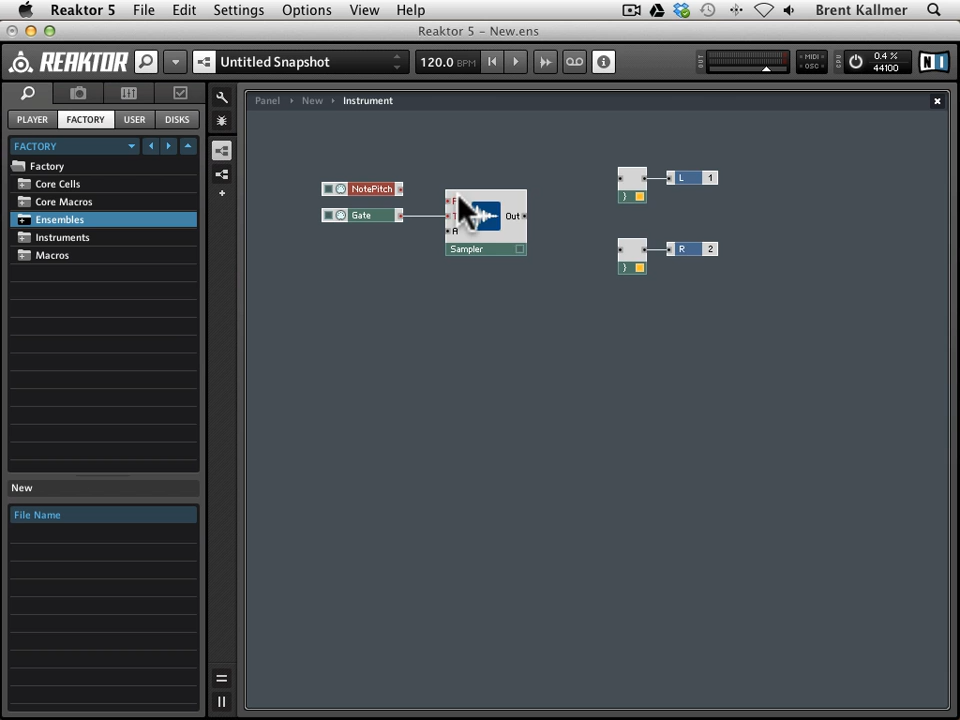 Reaktor 5 File Edit Settings Options View Help Brent Kallmer
Reaktor 5 - New.ens
REAKTOR Untitled Snapshot 120.0 BPM MIDI OSC 0.4 % 44100
PLAYER FACTORY USER DISKS
Panel New Instrument
FACTORY
Factory
Core Cells
Core Macros
Ensembles
Instruments
Macros
New
File Name
NotePitch
Gate
Out
Sampler
L 1
R 2